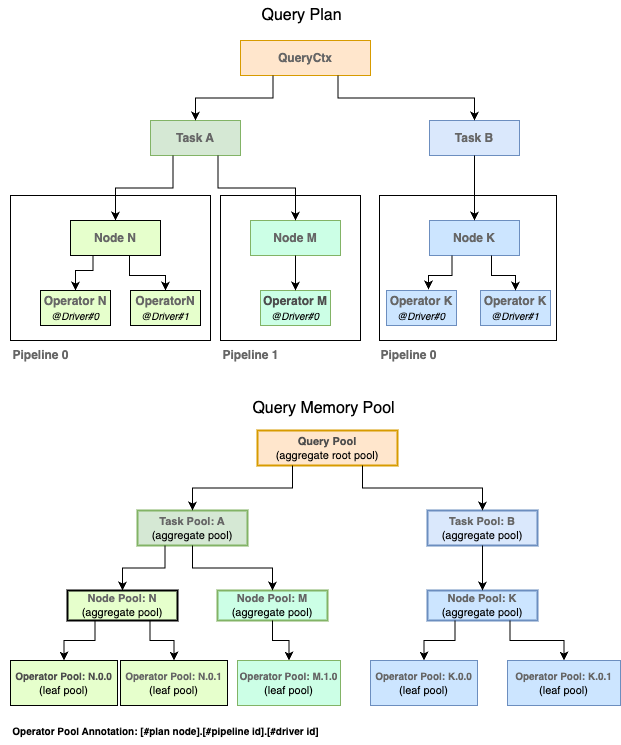 Query Plan
QueryCtx
Task A
Task B
Node N
Node M
Node K
Operator N
@Driver#0
OperatorN
@Driver#1
Operator M
@Driver#0
Operator K
@Driver#0
Operator K
@Driver#1
Pipeline 0
Pipeline 1
Pipeline 0
Query Memory Pool
Query Pool
(aggregate root pool)
Task Pool: A
(aggregate pool)
Task Pool: B
(aggregate pool)
Node Pool: N
(aggregate pool)
Node Pool: M
(aggregate pool)
Node Pool: K
(aggregate pool)
Operator Pool: N.0.0
(leaf pool)
Operator Pool: N.0.1
(leaf pool)
Operator Pool: M.1.0
(leaf pool)
Operator Pool: K.0.0
(leaf pool)
Operator Pool: K.0.1
(leaf pool)
Operator Pool Annotation: [#plan node].[#pipeline id].[#driver id]